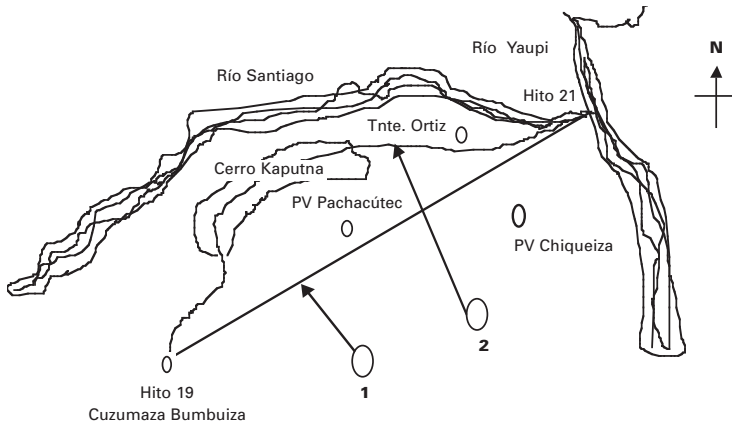 Río Yaupi
N
Río Santiago
Hito 21
Tnte. Ortiz
Cerro Kaputna
PV Pachacútec
PV Chiqueiza
2
1
Hito 19
Cuzumaza Bumbuiza